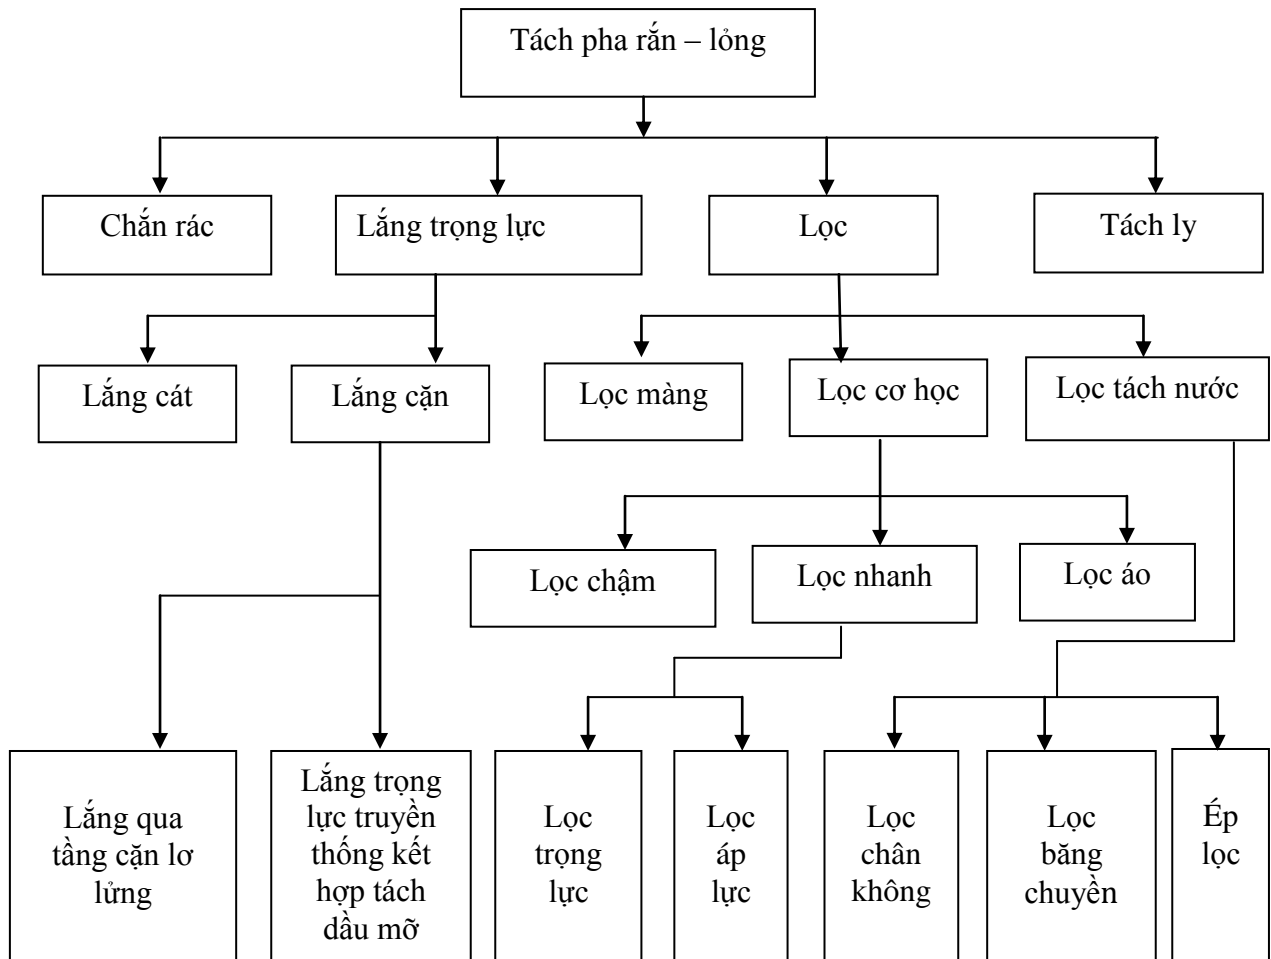 Tách pha rắn – lỏng
Chắn rác
Lắng trọng lực
Lọc
Tách ly
Lắng cát
Lắng cặn
Lọc màng
Lọc cơ học
Lọc tách nước
Lọc chậm
Lọc nhanh
Lọc áo
Lắng qua
tầng cặn lơ
lửng
Lắng trọng
lực truyền
thống kết
hợp tách
dầu mỡ
Lọc
trọng
lực
Lọc
áp
lực
Lọc
chân
không
Lọc
băng
chuyền
Ép
lọc